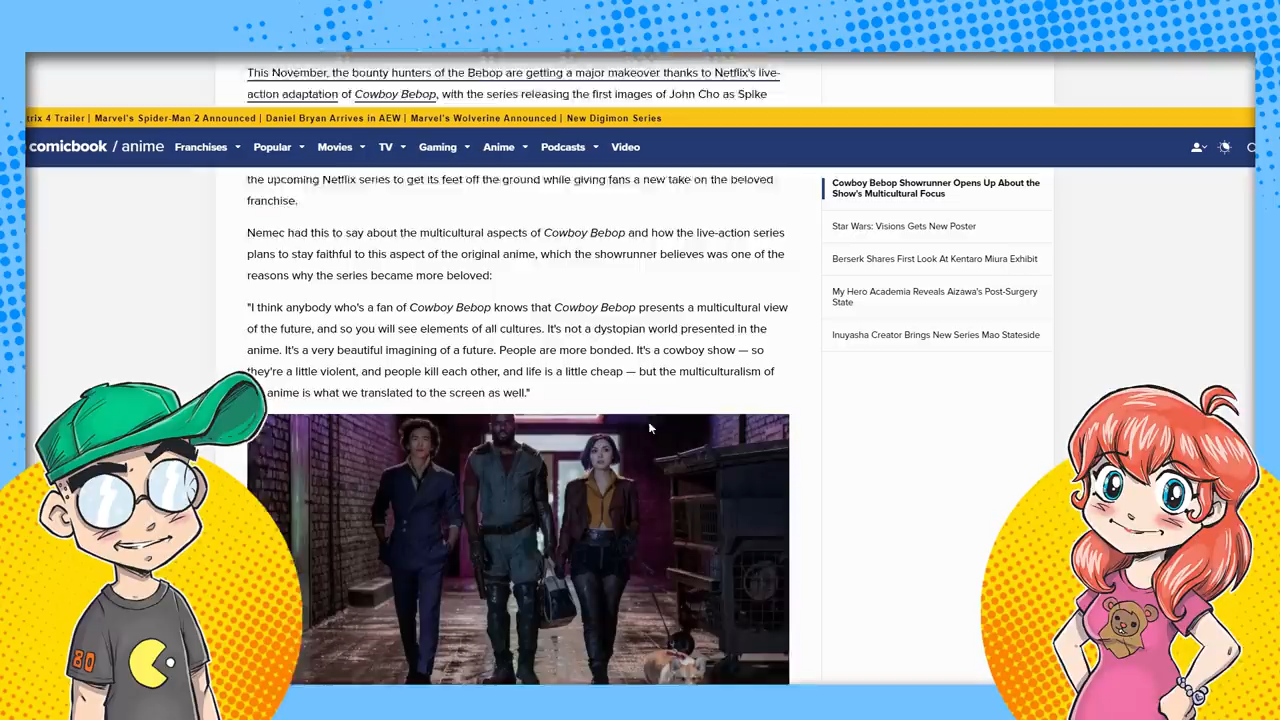 This November, the bounty hunters of the Bebop are getting a major makeover thanks to Netflix's live-
action adaptation of Cowboy Bebop, with the series releasing the first images of John Cho as Spike
trix 4 Trailer | Marvel's Spider-Man 2 Announced | Daniel Bryan Arrives in AEW | Marvel's Wolverine Announced | New Digimon Series
comicbook / anime Franchises Popular Movies TV Gaming Anime Podcasts Video
the upcoming Netflix series to get its feet off the ground while giving fans a new take on the beloved
franchise.
Nemec had this to say about the multicultural aspects of Cowboy Bebop and how the live-action series
plans to stay faithful to this aspect of the original anime, which the showrunner believes was one of the
reasons why the series became more beloved:
"I think anybody who's a fan of Cowboy Bebop knows that Cowboy Bebop presents a multicultural view
of the future, and so you will see elements of all cultures. It's not a dystopian world presented in the
anime. It's a very beautiful imagining of a future. People are more bonded. It's a cowboy show — so
they're a little violent, and people kill each other, and life is a little cheap — but the multiculturalism of
anime is what we translated to the screen as well."
Cowboy Bebop Showrunner Opens Up About the
Show's Multicultural Focus
Star Wars: Visions Gets New Poster
Berserk Shares First Look At Kentaro Miura Exhibit
My Hero Academia Reveals Aizawa's Post-Surgery
State
Inuyasha Creator Brings New Series Mao Stateside
80